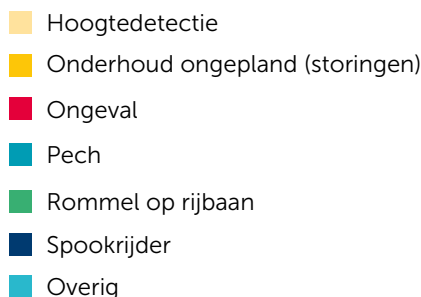 Hoogtedetectie
Onderhoud ongepland (storingen)
Ongeval
Pech
Rommel op rijbaan
Spookrijder
Overig